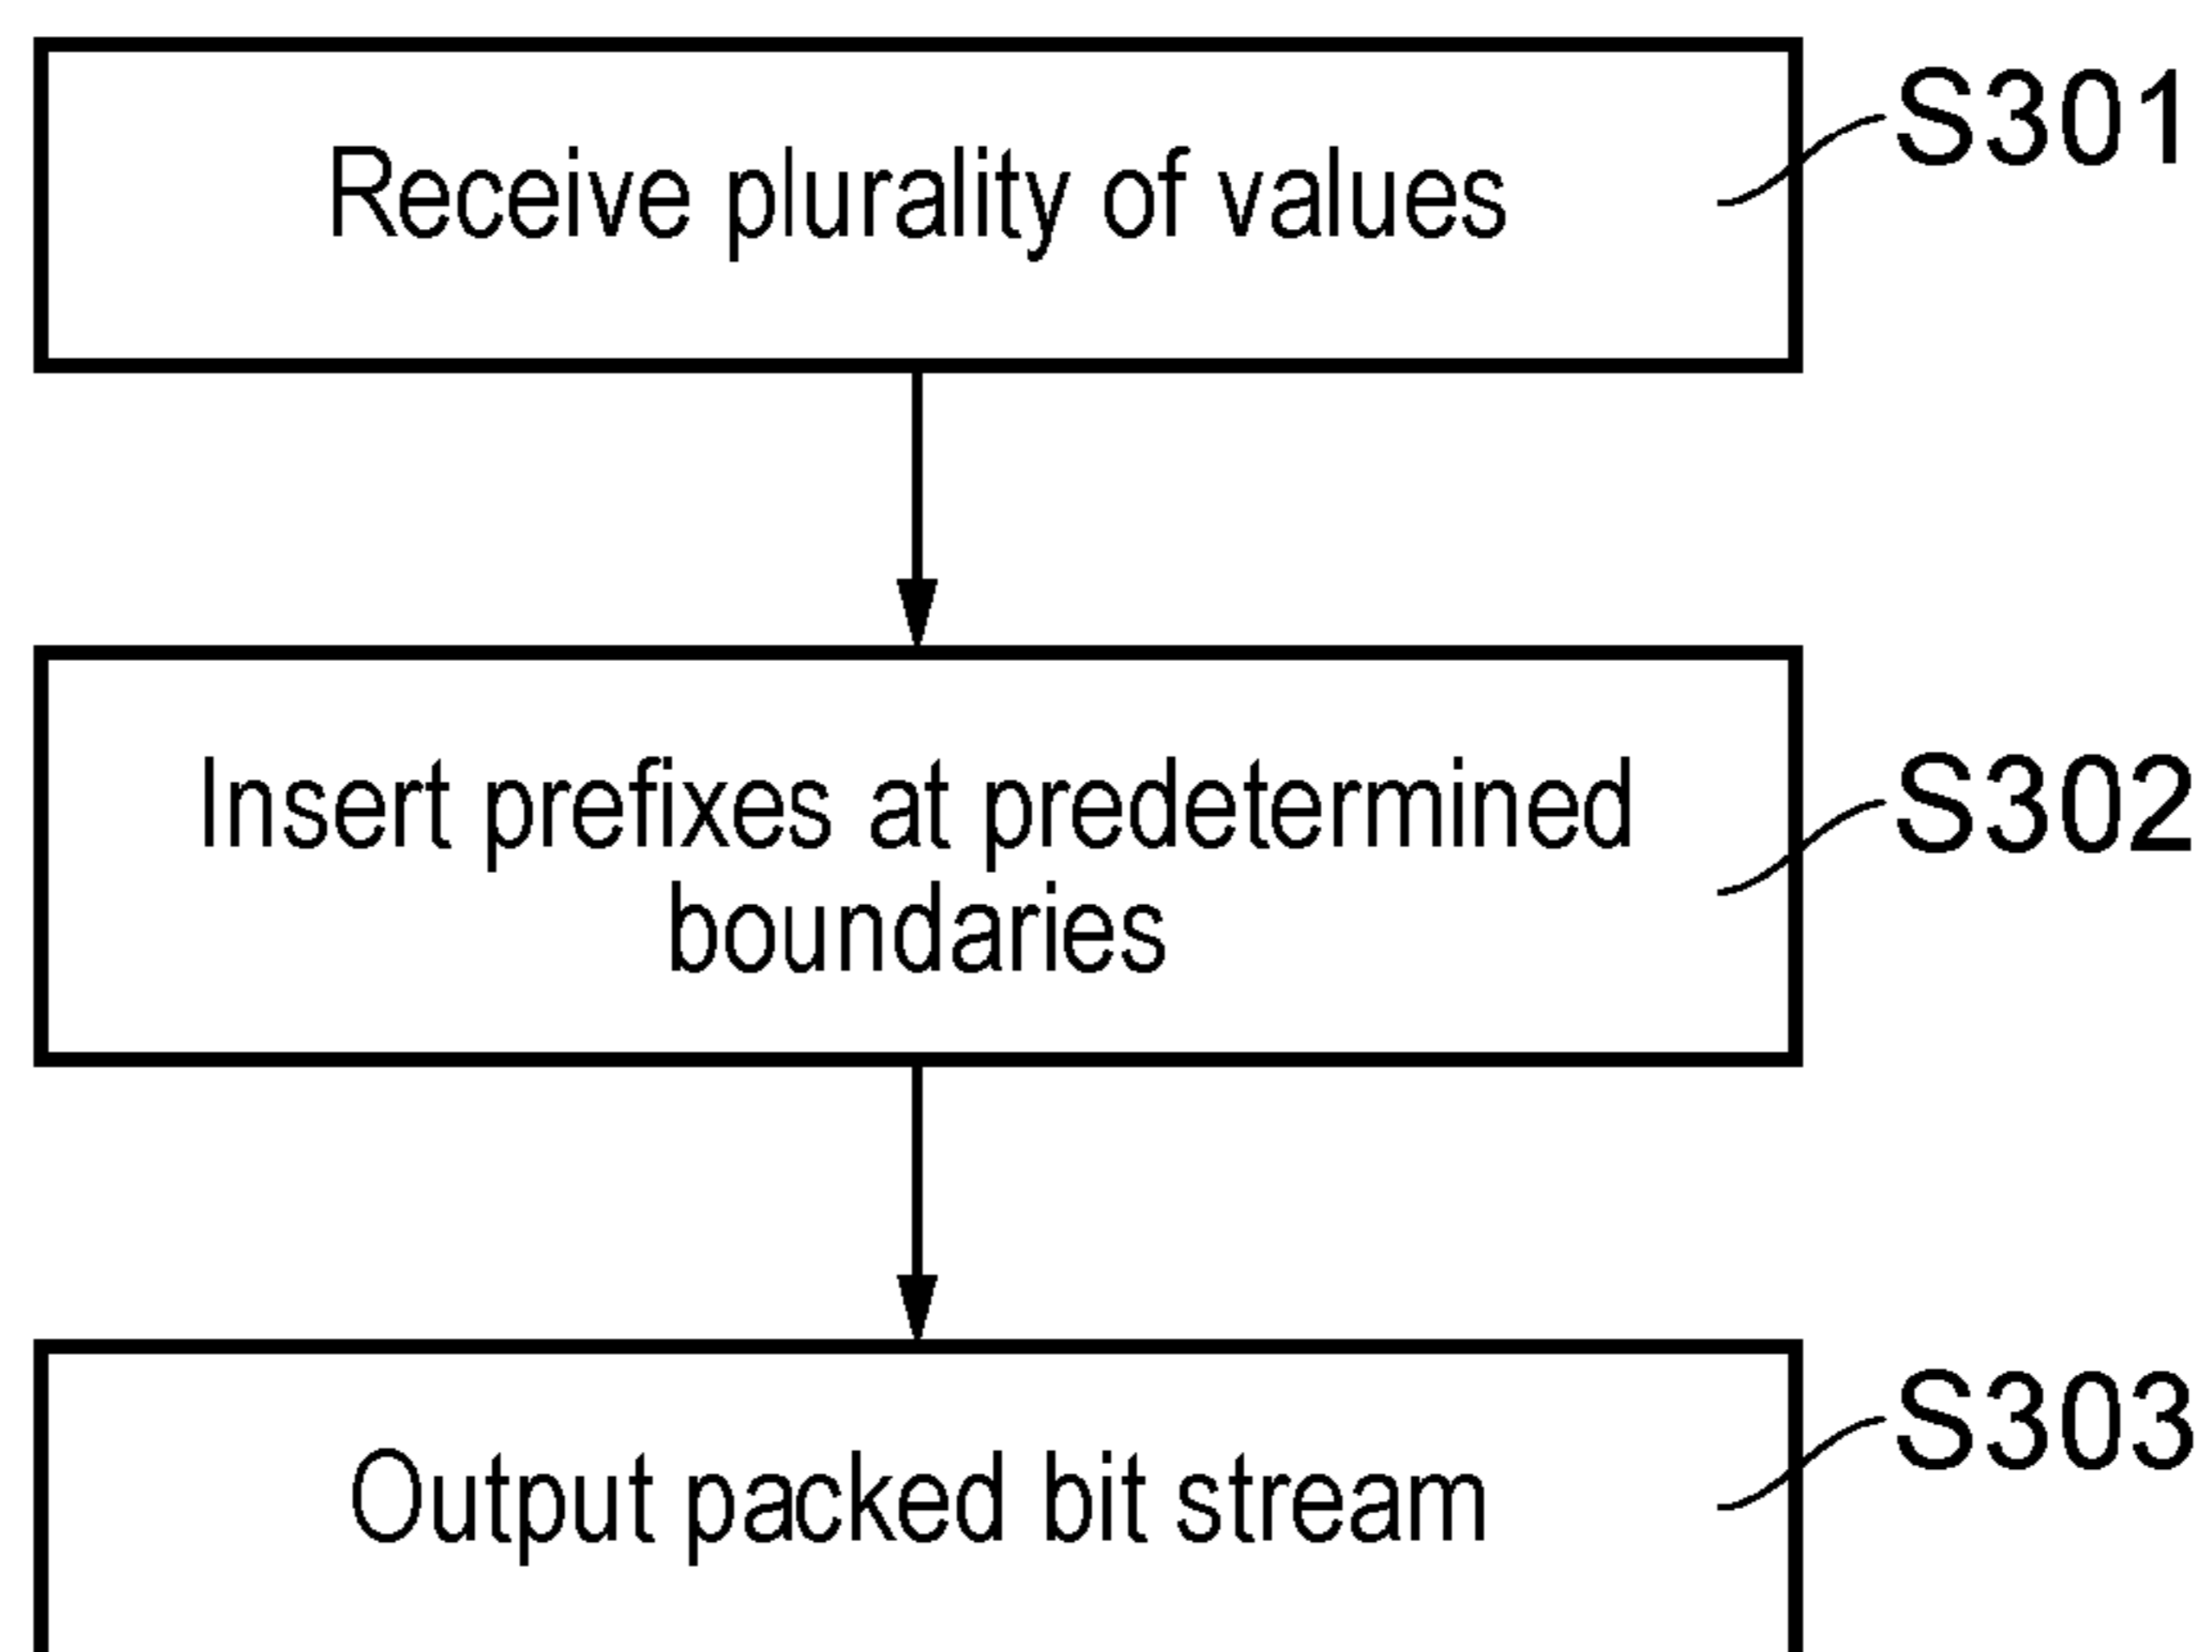 Receive plurality of values
S301
Insert prefixes at predetermined
boundaries
S302
Output packed bit stream
S303